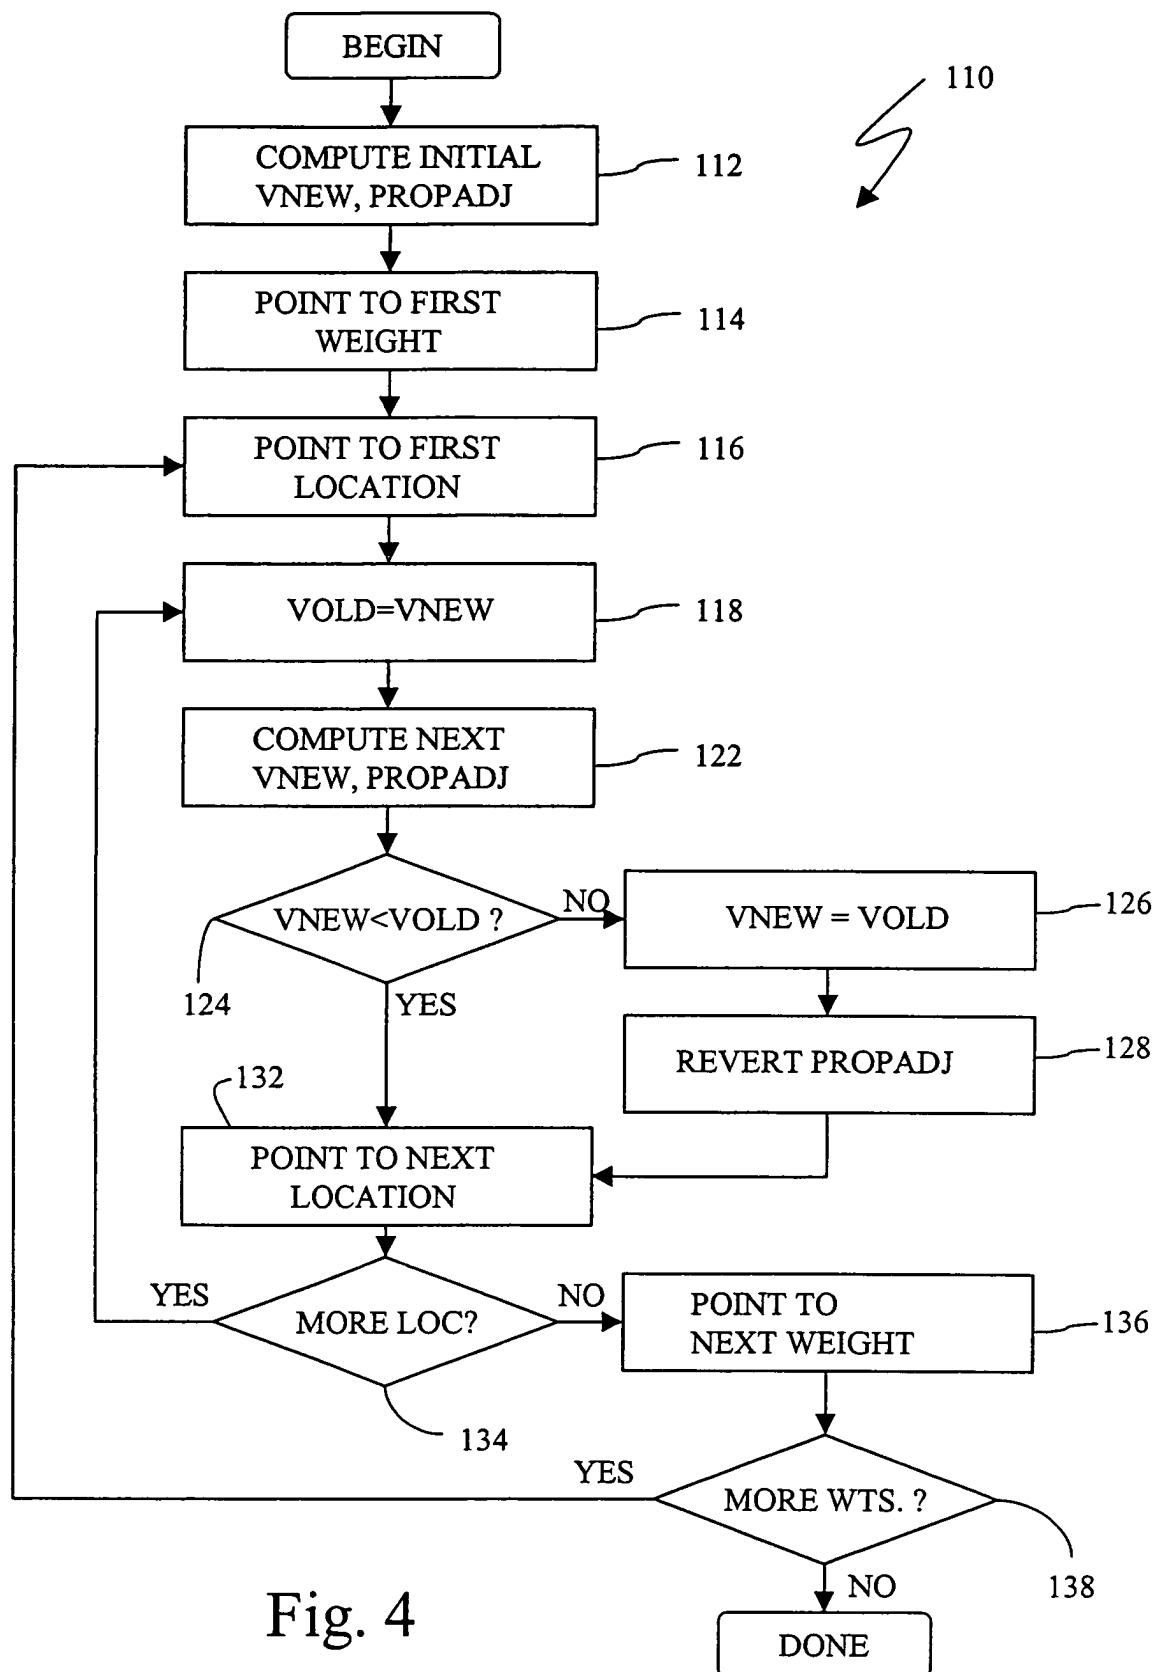 BEGIN
110
COMPUTE INITIAL
VNEW, PROPADJ
112
POINT TO FIRST
WEIGHT
114
POINT TO FIRST
LOCATION
116
VOLD=VNEW
118
COMPUTE NEXT
VNEW, PROPADJ
122
VNEW<VOLD ?
NO
VNEW = VOLD
126
124
YES
REVERT PROPADJ
128
132
POINT TO NEXT
LOCATION
YES
MORE LOC?
NO
POINT TO
NEXT WEIGHT
136
134
YES
MORE WTS. ?
138
NO
DONE
Fig. 4